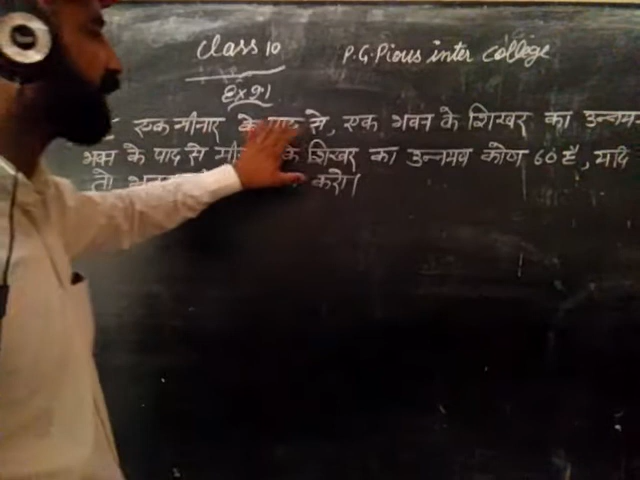 Class 10 P.G.Pious inter college
Ex 9.1
एक मीनार के पाद से, एक भवन के शिखर का उन्नयन
भवन के पाद से के शिखर का उन्नयन कोण 60 है, यदि
तो करो।